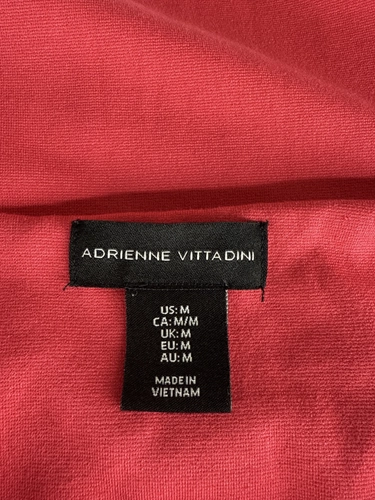 ADRIENNE VITTADINI
US: M
CA: M/M
UK: M
EU: M
AU: M
MADE IN
VIETNAM